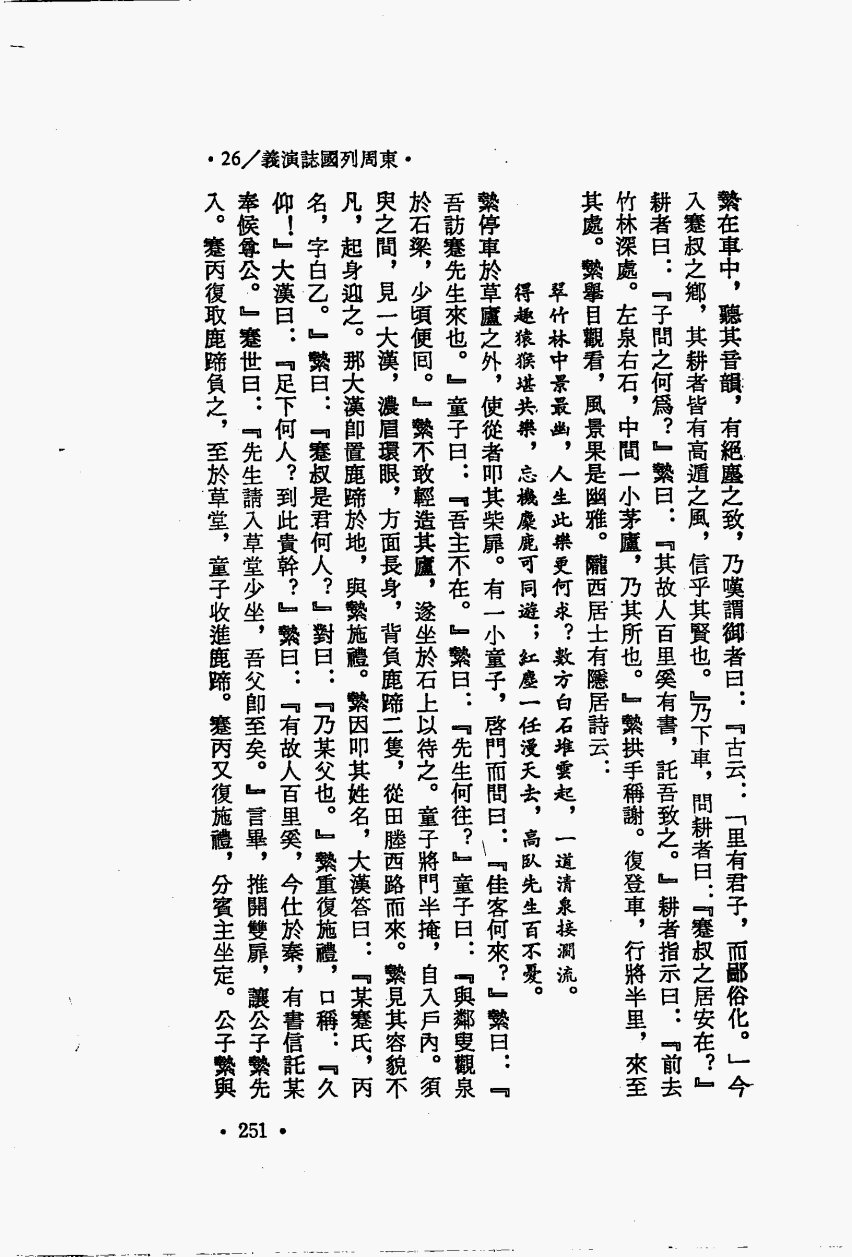 ·東周列國誌演義/26·
縶在車中，聽其音韻，有絕塵之致，乃嘆謂御者曰：『古云：「里有君子，而鄙俗化。」今
入蹇叔之鄉，其耕者皆有高遁之風，信乎其賢也。』乃下車，問耕者曰：『蹇叔之居安在？』
耕者曰：『子問之何爲？』縶曰：『其故人百里奚有書，託吾致之。』耕者指示曰：『前去
竹林深處。左泉右石，中間一小茅廬，乃其所也。』縶拱手稱謝。復登車，行將半里，來至
其處。縶舉目觀看，風景果是幽雅。隴西居士有隱居詩云：
翠竹林中景最幽，人生此樂更何求？數方白石堆雲起，一道清泉接澗流。
得趣猿猴堪共樂，忘機麋鹿可同遊；紅塵一任漫天去，高臥先生百不憂。
縶停車於草廬之外，使從者叩其柴扉。有一小童子，啓門而問曰：『佳客何來？』縶曰：『
吾訪蹇先生來也。』童子曰：『吾主不在。』縶曰：『先生何往？』童子曰：『與鄰叟觀泉
於石梁，少頃便回。』縶不敢輕造其廬，遂坐於石上以待之。童子將門半掩，自入戶內。須
臾之間，見一大漢，濃眉環眼，方面長身，背負鹿蹄二隻，從田塍西路而來。縶見其容貌不
凡，起身迎之。那大漢卽置鹿蹄於地，與縶施禮。縶因叩其姓名，大漢答曰：『某蹇氏，丙
名，字白乙。』縶曰：『蹇叔是君何人？』對曰：『乃某父也。』縶重復施禮，口稱：『久
仰！』大漢曰：『足下何人？到此貴幹？』縶曰：『有故人百里奚，今仕於秦，有書信託某
奉候尊公。』蹇世曰：『先生請入草堂少坐，吾父卽至矣。』言畢，推開雙扉，讓公子縶先
入。蹇丙復取鹿蹄負之，至於草堂，童子收進鹿蹄。蹇丙又復施禮，分賓主坐定。公子縶與
·251·